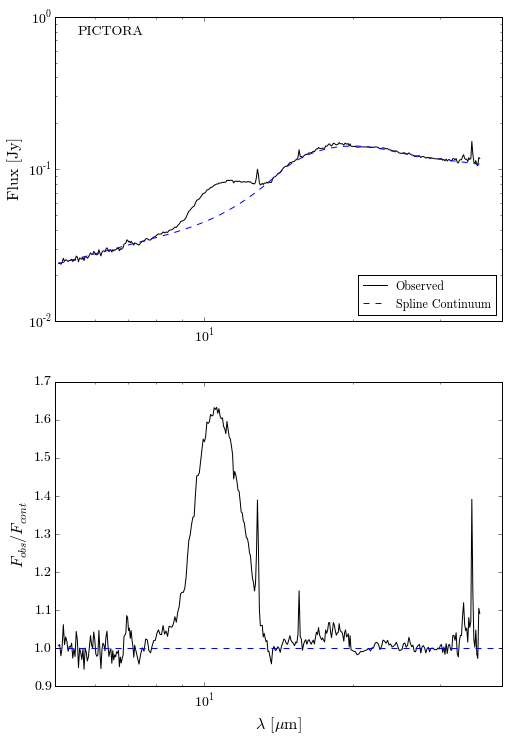 PICTORA
10^0
10^-1
10^-2
Flux [Jy]
Observed
Spline Continuum
10^1
1.7
1.6
1.5
1.4
1.3
1.2
1.1
1.0
0.9
F_obs/F_cont
10^1
λ [μm]